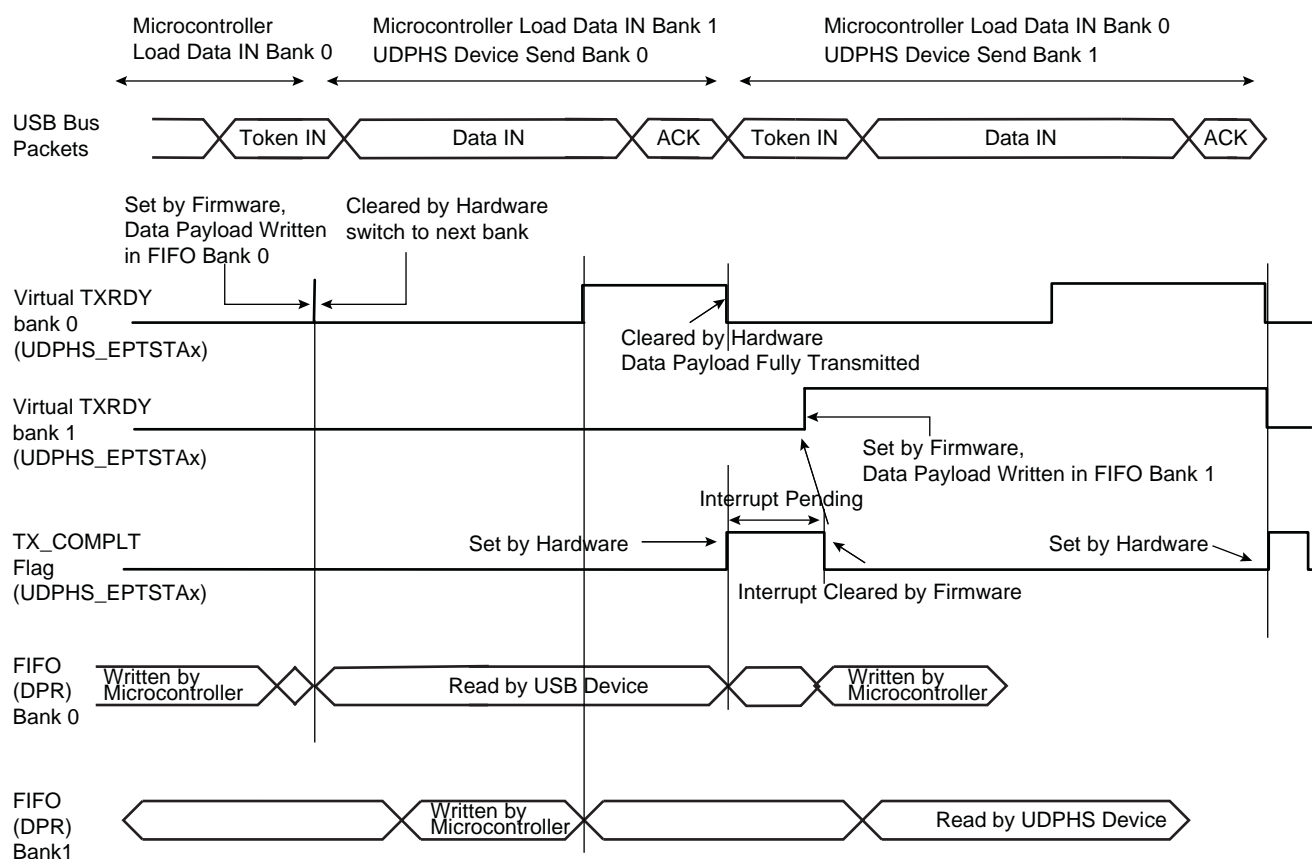 Microcontroller
Load Data IN Bank 0
Microcontroller Load Data IN Bank 1
UDPHS Device Send Bank 0
Microcontroller Load Data IN Bank 0
UDPHS Device Send Bank 1
USB Bus
Packets
Token IN
Data IN
ACK
Token IN
Data IN
ACK
Set by Firmware,
Data Payload Written
in FIFO Bank 0
Cleared by Hardware
switch to next bank
Virtual TXRDY
bank 0
(UDPHS_EPTSTAx)
Cleared by Hardware
Data Payload Fully Transmitted
Virtual TXRDY
bank 1
(UDPHS_EPTSTAx)
Set by Firmware,
Data Payload Written in FIFO Bank 1
Interrupt Pending
TX_COMPLT
Flag
(UDPHS_EPTSTAx)
Set by Hardware
Set by Hardware
Interrupt Cleared by Firmware
FIFO
(DPR)
Bank 0
Written by
Microcontroller
Read by USB Device
Written by
Microcontroller
FIFO
(DPR)
Bank1
Written by
Microcontroller
Read by UDPHS Device